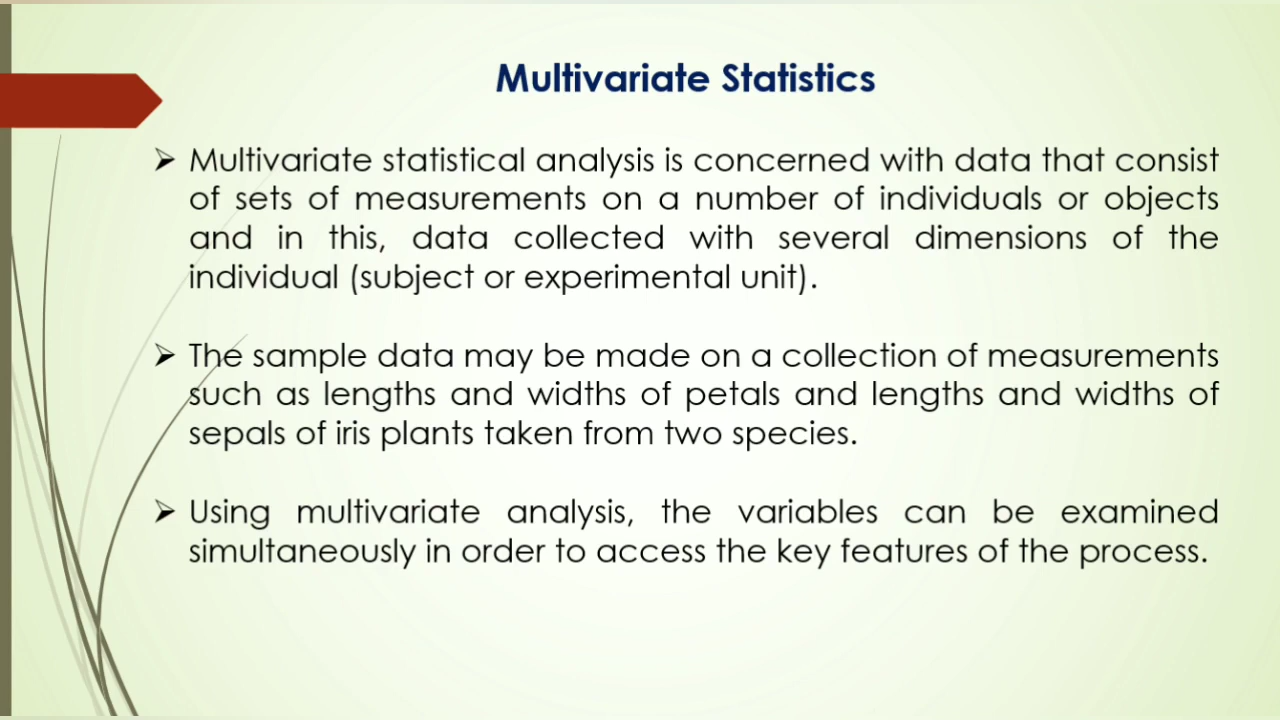 Multivariate Statistics
➢ Multivariate statistical analysis is concerned with data that consist
of sets of measurements on a number of individuals or objects
and in this, data collected with several dimensions of the
individual (subject or experimental unit).
➢ The sample data may be made on a collection of measurements
such as lengths and widths of petals and lengths and widths of
sepals of iris plants taken from two species.
➢ Using multivariate analysis, the variables can be examined
simultaneously in order to access the key features of the process.